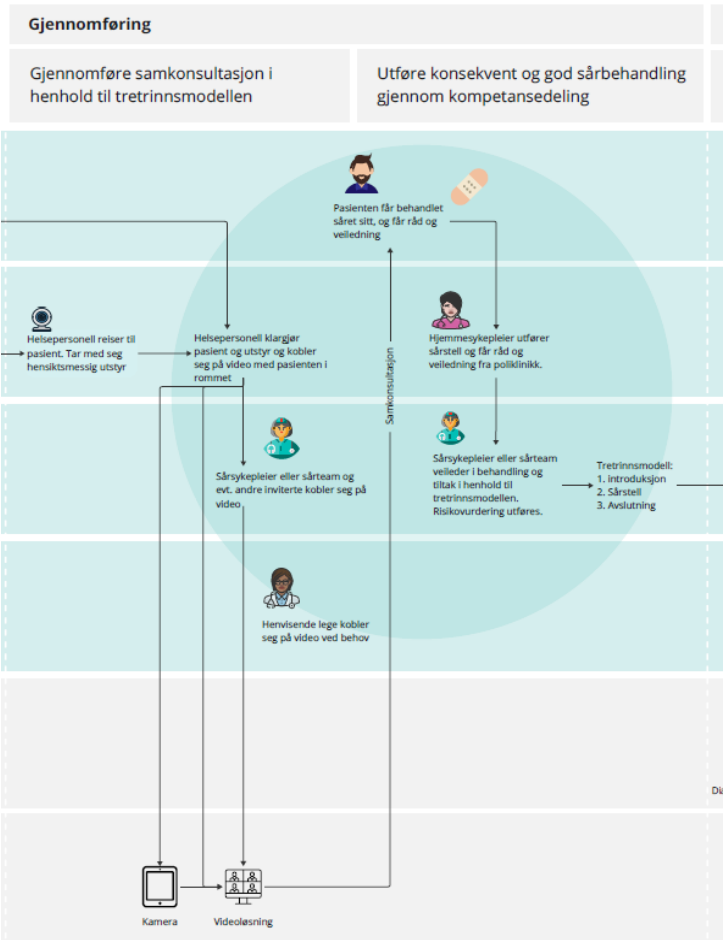 Gjennomføring
Gjennomføre samkonsultasjon i
henhold til tretrinnsmodellen
Utføre konsekvent og god sårbehandling
gjennom kompetansedeling
Pasienten får behandlet
såret sitt, og får råd og
veiledning
Helsepersonell reiser til
pasient. Tar med seg
hensiktsmessig utstyr
Helsepersonell klargjør
pasient og utstyr og kobler
seg på video med pasienten i
rommet
Samkonsultasjon
Hjemmesykepleier utfører
sårstell og får råd og
veiledning fra poliklinikk.
Sårsykepleier eller sårteam og
evt. andre inviterte kobler seg på
video
Sårsykepleier eller sårteam
veileder i behandling og
tiltak i henhold til
tretrinnsmodellen.
Risikovurdering utføres.
Tretrinnsmodell:
1. Introduksjon
2. Sårstell
3. Avslutning
Henvisende lege kobler
seg på video ved behov
Kamera
Videoløsning